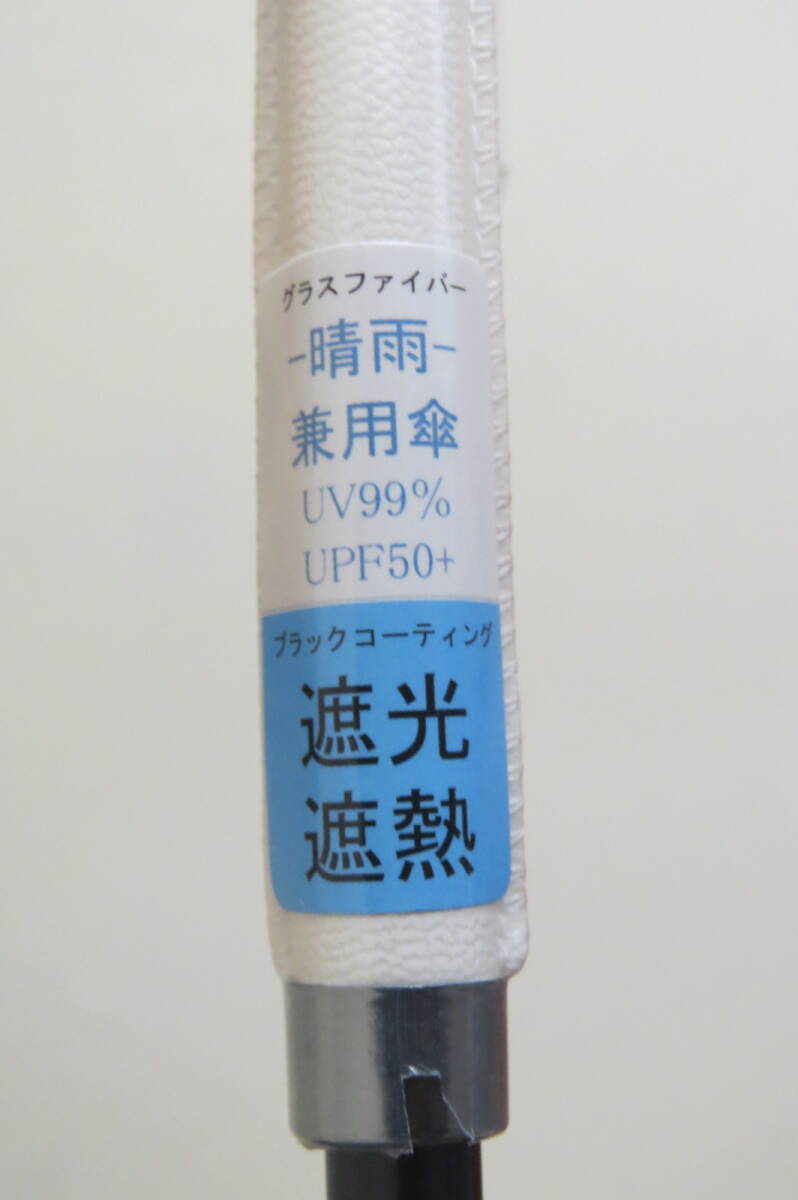 グラスファイバー
-晴雨-
兼用傘
UV99%
UPF50+
ブラックコーティング
遮光
遮熱